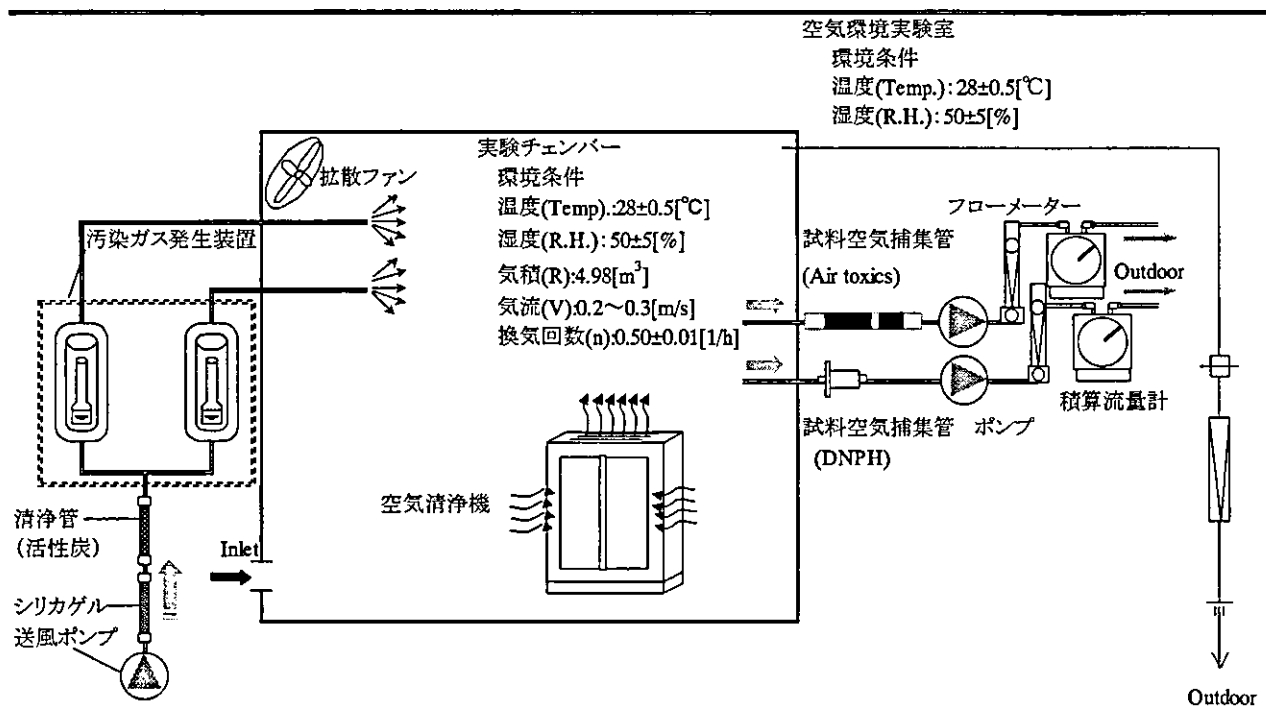 空気環境実験室
環境条件
温度(Temp.):28±0.5[℃]
湿度(R.H.):50±5[%]
実験チェンバー
環境条件
温度(Temp).:28±0.5[℃]
湿度(R.H.):50±5[%]
気積(R):4.98[m³]
気流(V):0.2～0.3[m/s]
換気回数(n):0.50±0.01[1/h]
拡散ファン
汚染ガス発生装置
フローメーター
試料空気捕集管
(Air toxics)
Outdoor
積算流量計
試料空気捕集管 ポンプ
(DNPH)
空気清浄機
清浄管
(活性炭)
Inlet
シリカゲル
送風ポンプ
Outdoor